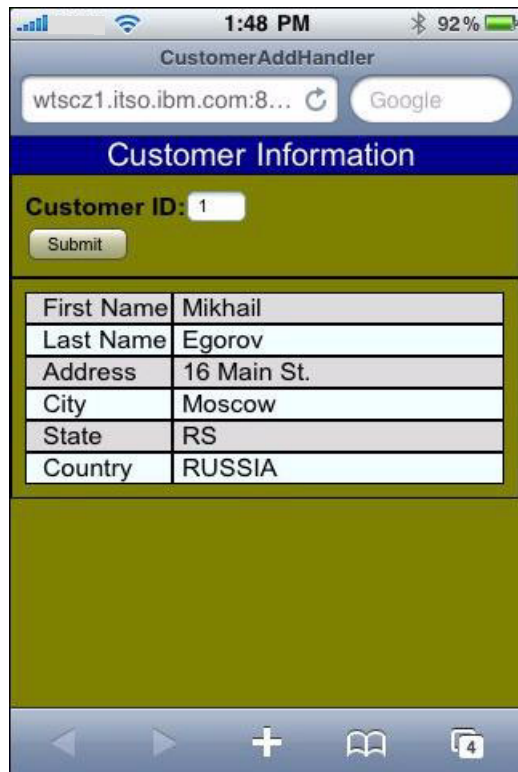 1:48 PM 92%
CustomerAddHandler
wtscz1.itso.ibm.com:8... Google
Customer Information
Customer ID: 1
Submit
First Name Mikhail
Last Name Egorov
Address 16 Main St.
City Moscow
State RS
Country RUSSIA
4